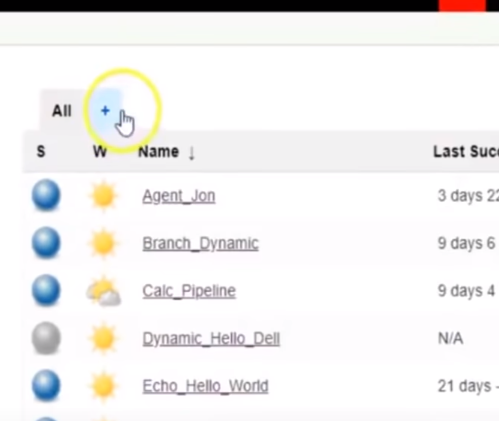 All +
S W Name ↓ Last Suc
Agent_Jon 3 days 22
Branch_Dynamic 9 days 6
Calc_Pipeline 9 days 4
Dynamic_Hello_Dell N/A
Echo_Hello_World 21 days -